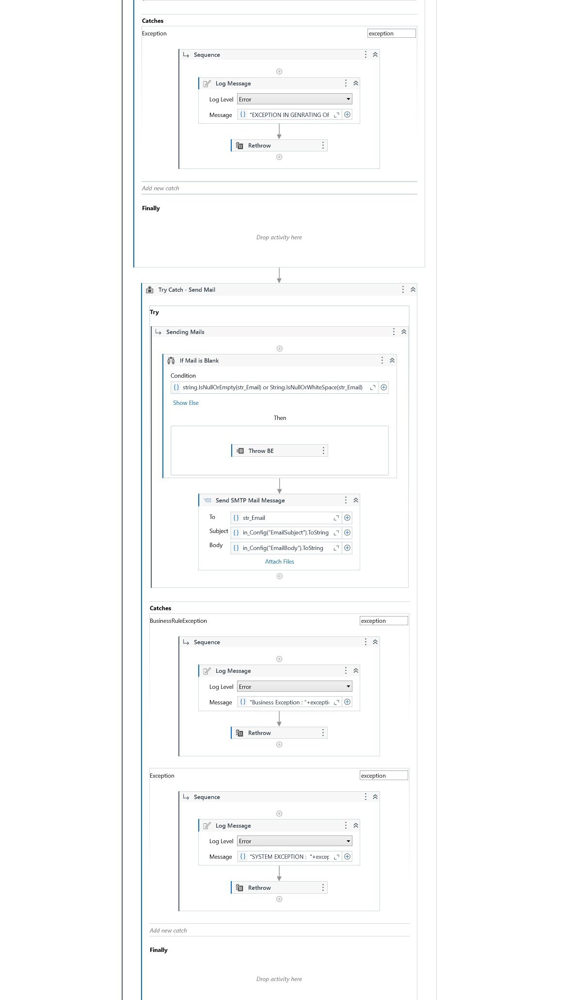 Catches
Exception exception
Sequence
Log Message
Log Level Error
Message "EXCEPTION IN GENRATING OF
Rethrow
Add new catch
Finally
Drop activity here
Try Catch - Send Mail
Try
Sending Mails
If Mail is Blank
Condition
{} string.IsNullOrEmpty(str_Email) or String.IsNullOrWhiteSpace(str_Email)
Show Else
Then
Throw BE
Send SMTP Mail Message
To {} str_Email
Subject {} in_Config("EmailSubject").ToString
Body {} in_Config("EmailBody").ToString
Attach Files
Catches
BusinessRuleException exception
Sequence
Log Message
Log Level Error
Message {} "Business Exception : "+excepti
Rethrow
Exception exception
Sequence
Log Message
Log Level Error
Message {} "SYSTEM EXCEPTION :  "+excep
Rethrow
Add new catch
Finally
Drop activity here